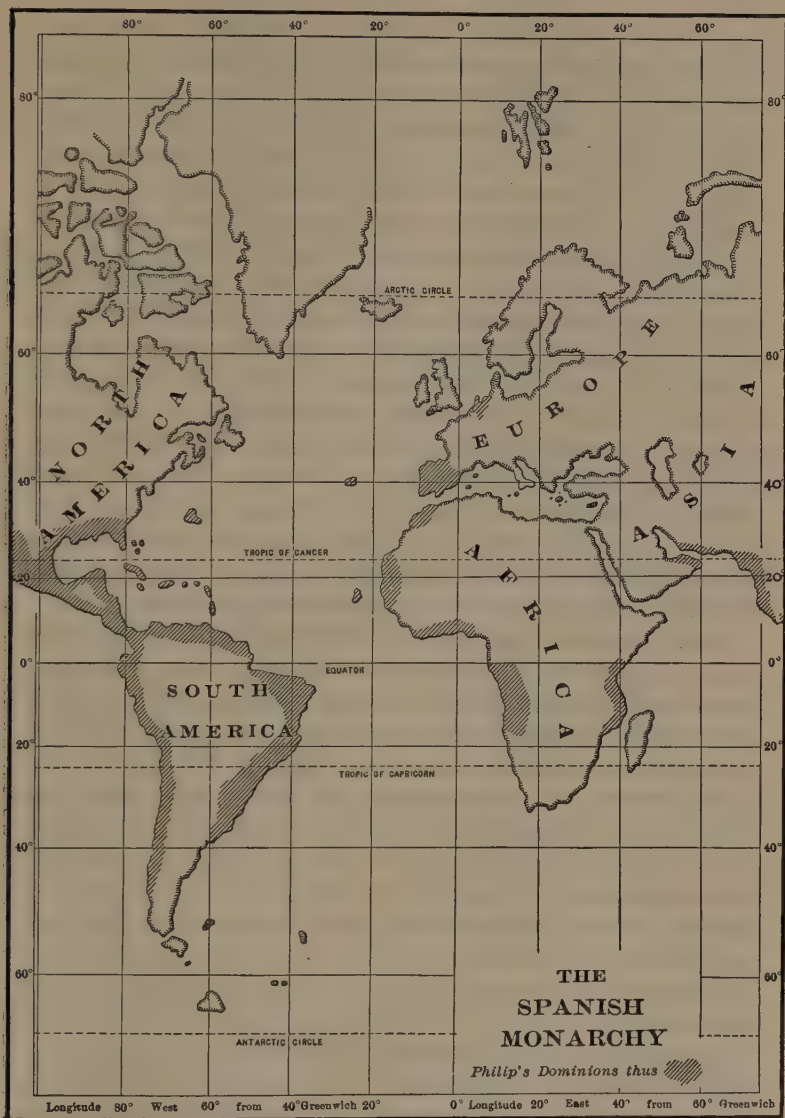 80° 60° 40° 20° 0° 20° 40° 60°
80° 80°
ARCTIC CIRCLE
60° 60°
NORTH
AMERICA
EUROPE
ASIA
40° 40°
TROPIC OF CANCER
20° 20°
AFRICA
0° EQUATOR 0°
SOUTH
AMERICA
20° 20°
TROPIC OF CAPRICORN
40° 40°
60° 60°
THE
SPANISH
MONARCHY
ANTARCTIC CIRCLE
Philip's Dominions thus
Longitude 80° West 60° from 40° Greenwich 20° 0° Longitude 20° East 40° from 60° Greenwich